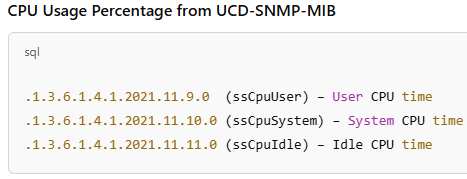 CPU Usage Percentage from UCD-SNMP-MIB
sql
.1.3.6.1.4.1.2021.11.9.0  (ssCpuUser) – User CPU time
.1.3.6.1.4.1.2021.11.10.0 (ssCpuSystem) – System CPU time
.1.3.6.1.4.1.2021.11.11.0 (ssCpuIdle) – Idle CPU time